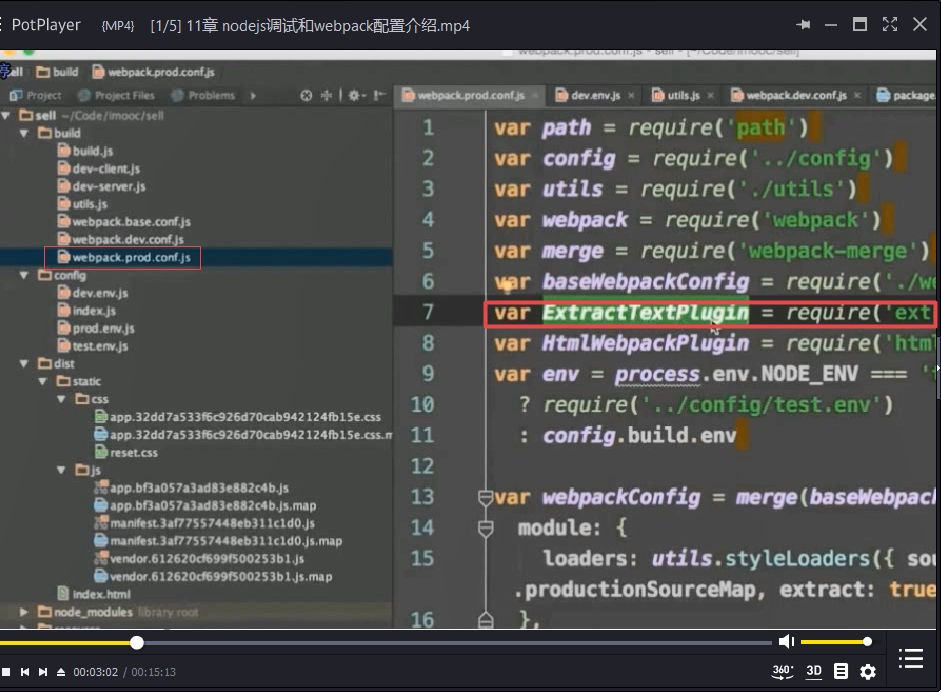 PotPlayer {MP4} [1/5] 11章 nodejs调试和webpack配置介绍.mp4
webpack.prod.conf.js - sell - [~/Code/imooc/sell]
build webpack.prod.conf.js
Project Project Files Problems
webpack.prod.conf.js dev.env.js utils.js webpack.dev.conf.js package
sell ~/Code/imooc/sell
build
build.js
dev-client.js
dev-server.js
utils.js
webpack.base.conf.js
webpack.dev.conf.js
webpack.prod.conf.js
config
dev.env.js
index.js
prod.env.js
test.env.js
dist
static
css
app.32dd7a533f6c926d70cab942124fb15e.css
app.32dd7a533f6c926d70cab942124fb15e.css.m
reset.css
js
app.bf3a057a3ad83e882c4b.js
app.bf3a057a3ad83e882c4b.js.map
manifest.3af77557448eb311c1d0.js
manifest.3af77557448eb311c1d0.js.map
vendor.612620cf699f500253b1.js
vendor.612620cf699f500253b1.js.map
index.html
node_modules library root
1 var path = require('path')
2 var config = require('../config')
3 var utils = require('./utils')
4 var webpack = require('webpack')
5 var merge = require('webpack-merge')
6 var baseWebpackConfig = require('./we
7 var ExtractTextPlugin = require('ext
8 var HtmlWebpackPlugin = require('html
9 var env = process.env.NODE_ENV === 't
10 ? require('../config/test.env')
11 : config.build.env
12
13 var webpackConfig = merge(baseWebpack
14 module: {
15 loaders: utils.styleLoaders({ sou
.productionSourceMap, extract: true
16 },
00:03:02 / 00:15:13
360° 3D